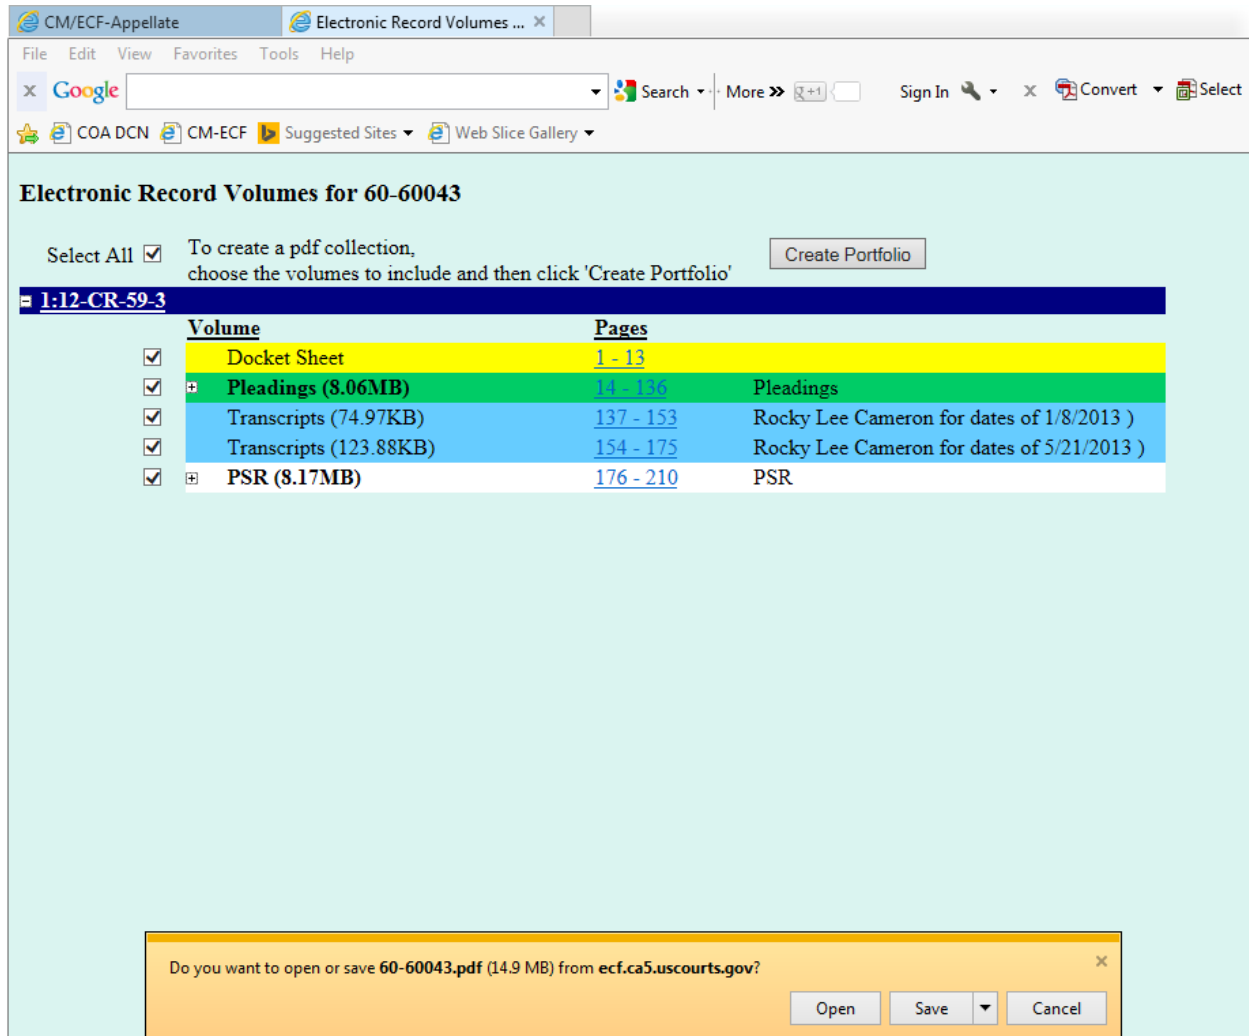 CM/ECF-Appellate Electronic Record Volumes ... ×
File Edit View Favorites Tools Help
x Google Search More » g+1 Sign In x Convert Select
COA DCN CM-ECF Suggested Sites Web Slice Gallery
Electronic Record Volumes for 60-60043
Select All To create a pdf collection,
choose the volumes to include and then click 'Create Portfolio'
Create Portfolio
1:12-CR-59-3
Volume Pages
Docket Sheet 1 - 13
Pleadings (8.06MB) 14 - 136 Pleadings
Transcripts (74.97KB) 137 - 153 Rocky Lee Cameron for dates of 1/8/2013 )
Transcripts (123.88KB) 154 - 175 Rocky Lee Cameron for dates of 5/21/2013 )
PSR (8.17MB) 176 - 210 PSR
Do you want to open or save 60-60043.pdf (14.9 MB) from ecf.ca5.uscourts.gov? ×
Open Save Cancel